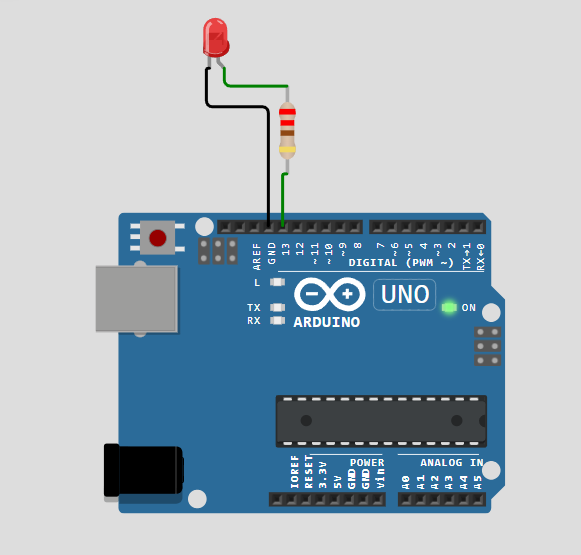 AREF
GND
13
12
~11
~10
~9
8
7
~6
~5
4
~3
2
TX→1
RX←0
DIGITAL (PWM ~)
L
TX
RX
UNO
ON
ARDUINO
POWER
ANALOG IN
IOREF
RESET
3.3V
5V
GND
GND
Vin
A0
A1
A2
A3
A4
A5